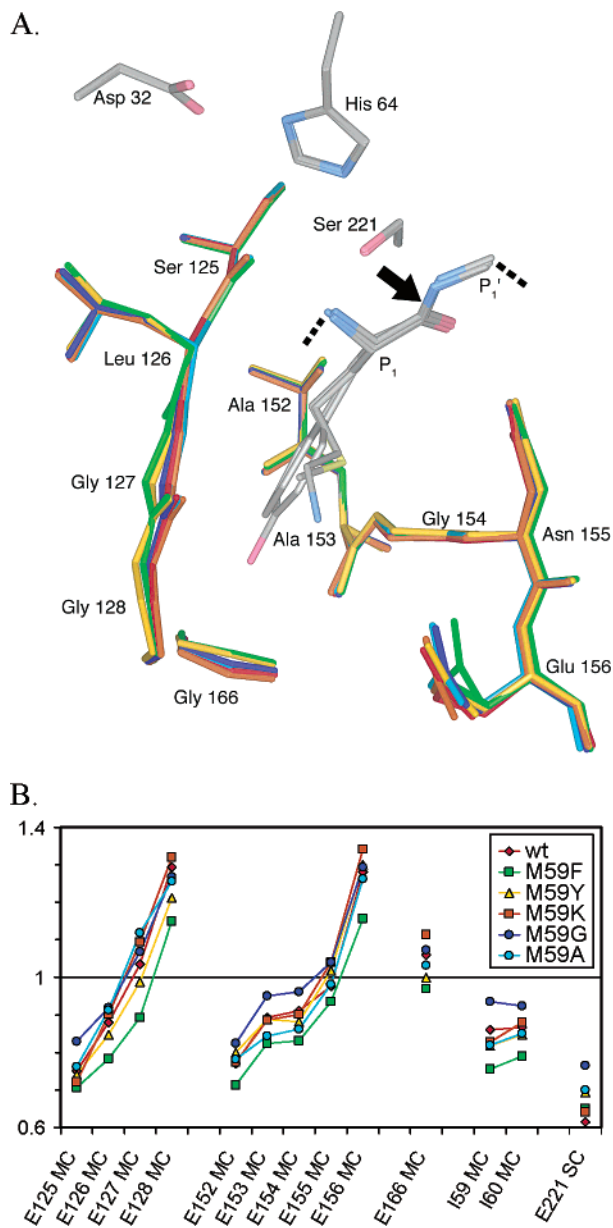 A.
Asp 32
His 64
Ser 221
Ser 125
P1'
Leu 126
P1
Ala 152
Gly 127
Gly 154
Ala 153
Asn 155
Gly 128
Glu 156
Gly 166
B.
1.4
wt
M59F
M59Y
M59K
M59G
M59A
1
0.6
E125 MC
E126 MC
E127 MC
E128 MC
E152 MC
E153 MC
E154 MC
E155 MC
E156 MC
E166 MC
I59 MC
I60 MC
E221 SC